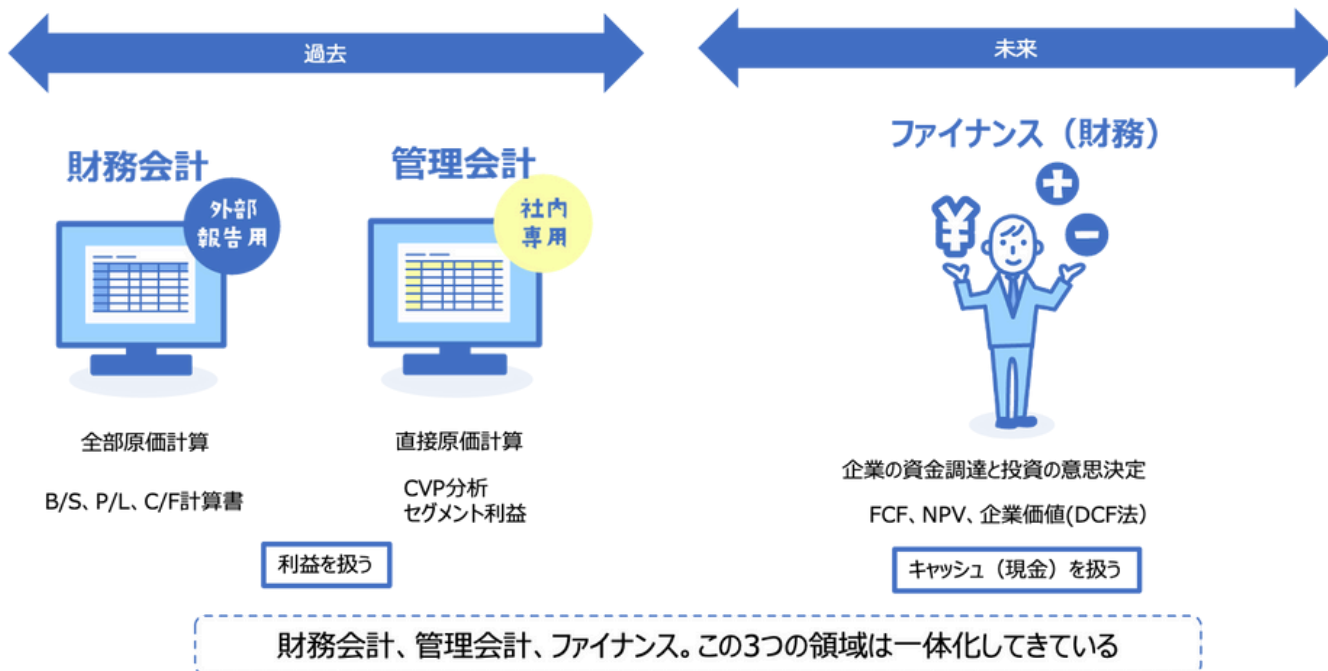 過去
未来
財務会計
外部
報告用
管理会計
社内
専用
ファイナンス（財務）
¥
全部原価計算
B/S、P/L、C/F計算書
直接原価計算
CVP分析
セグメント利益
企業の資金調達と投資の意思決定
FCF、NPV、企業価値(DCF法）
利益を扱う
キャッシュ（現金）を扱う
財務会計、管理会計、ファイナンス。この3つの領域は一体化してきている